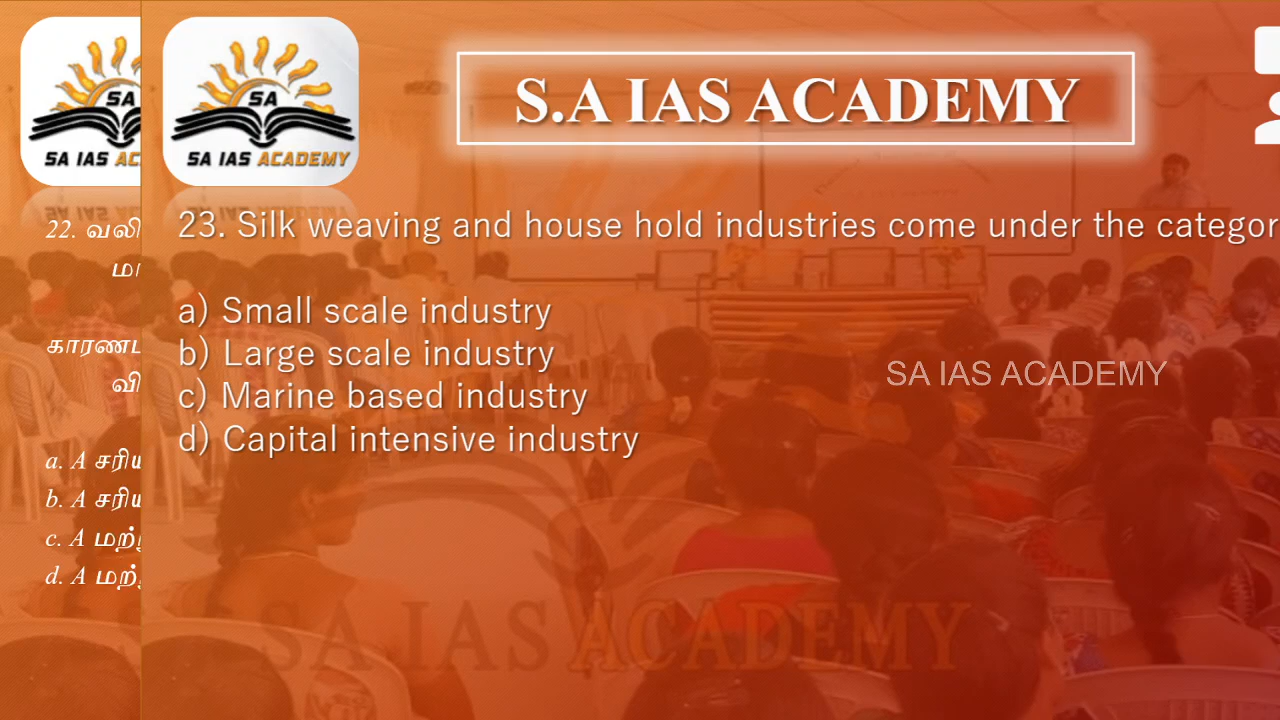 SA
SA IAS AC
SA
SA IAS ACADEMY
S.A IAS ACADEMY
22. வலி
23. Silk weaving and house hold industries come under the categor
a) Small scale industry
b) Large scale industry
c) Marine based industry
d) Capital intensive industry
SA IAS ACADEMY
a. A சரிய
b. A சரிய
c. A மற்
d. A மற்
SA IAS ACADEMY